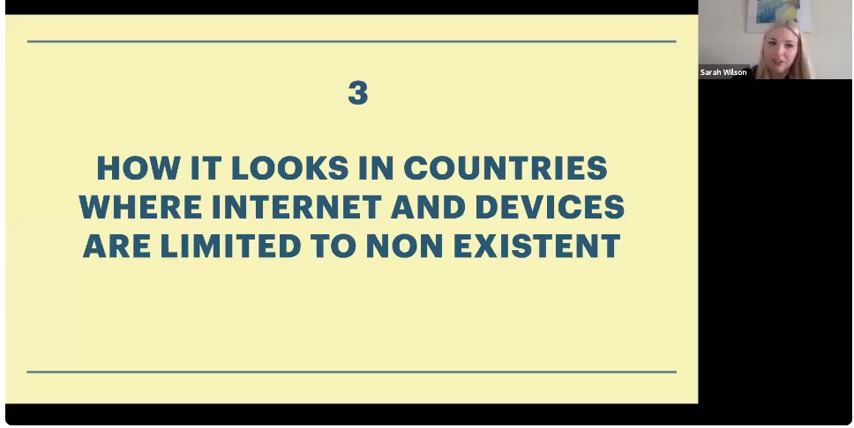 3
HOW IT LOOKS IN COUNTRIES
WHERE INTERNET AND DEVICES
ARE LIMITED TO NON EXISTENT
Sarah Wilson